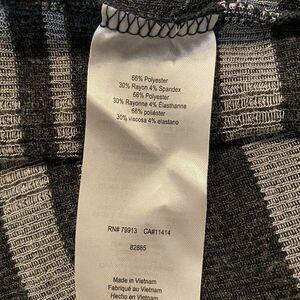 66% Polyester
30% Rayon 4% Spandex
66% Polyester
30% Rayonne 4% Elasthanne
66% poliéster
30% viscosa 4% elastano
RN# 79913 CA#11414
82885
Made in Vietnam
Fabriqué au Vietnam
Hecho en Vietnam